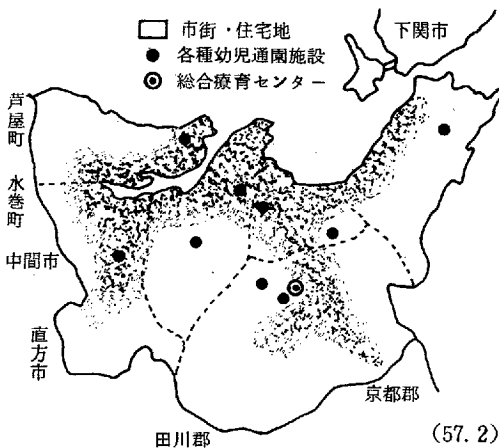 市街・住宅地
各種幼児通園施設
総合療育センター
下関市
芦屋町
水巻町
中間市
直方市
田川郡
京都郡
(57.2)